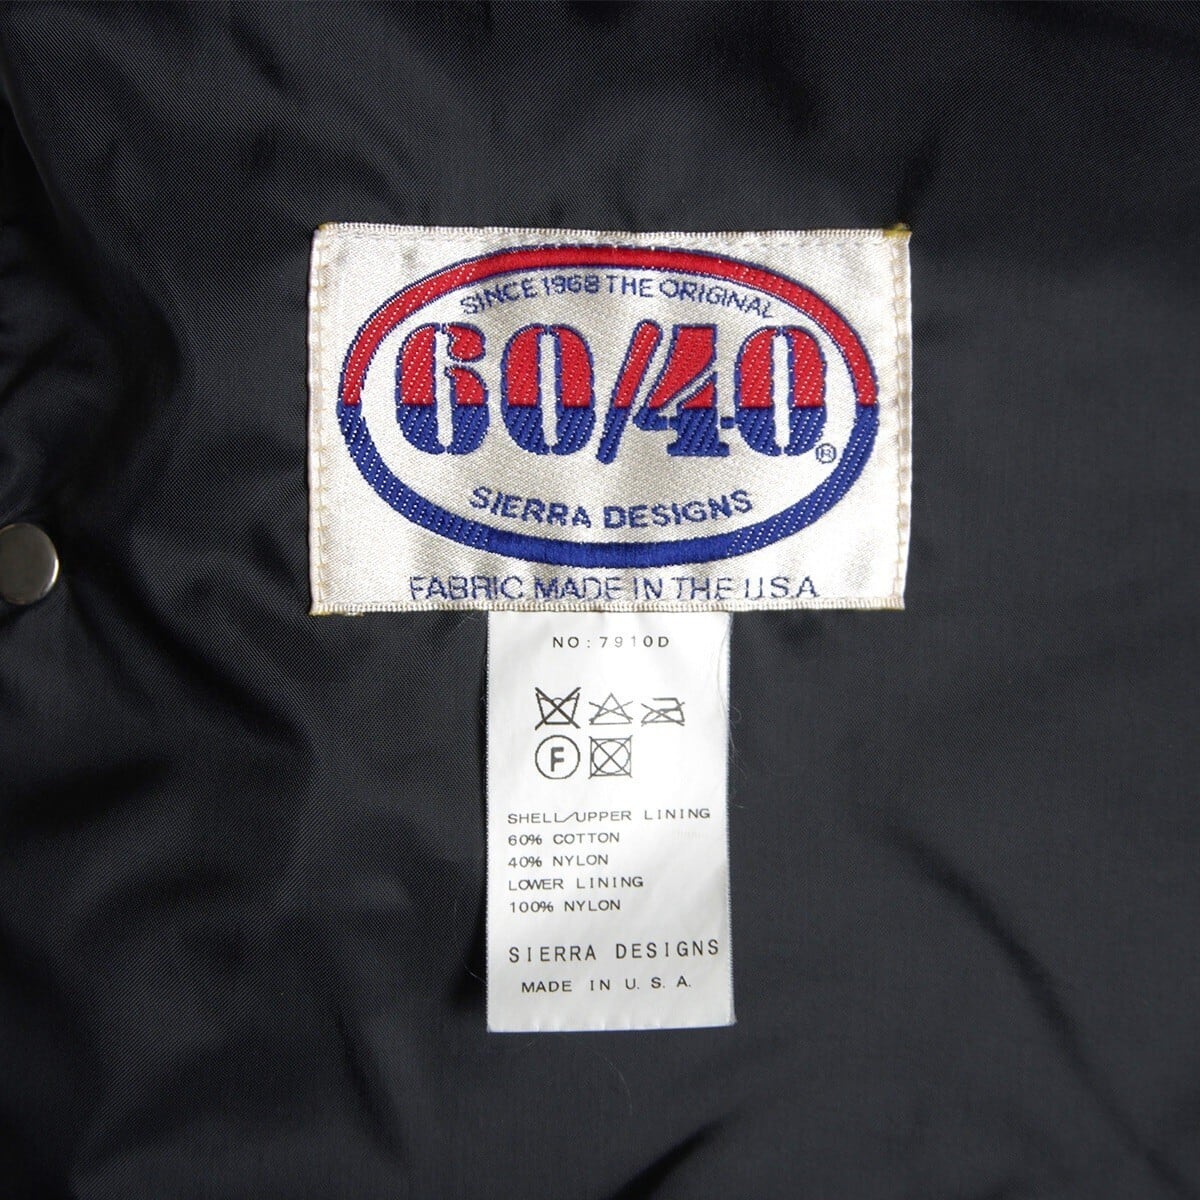 SINCE 1968 THE ORIGINAL
60/40®
SIERRA DESIGNS
FABRIC MADE IN THE U.S.A
NO:7910D
F
SHELL/UPPER LINING
60% COTTON
40% NYLON
LOWER LINING
100% NYLON
SIERRA DESIGNS
MADE IN U.S.A.